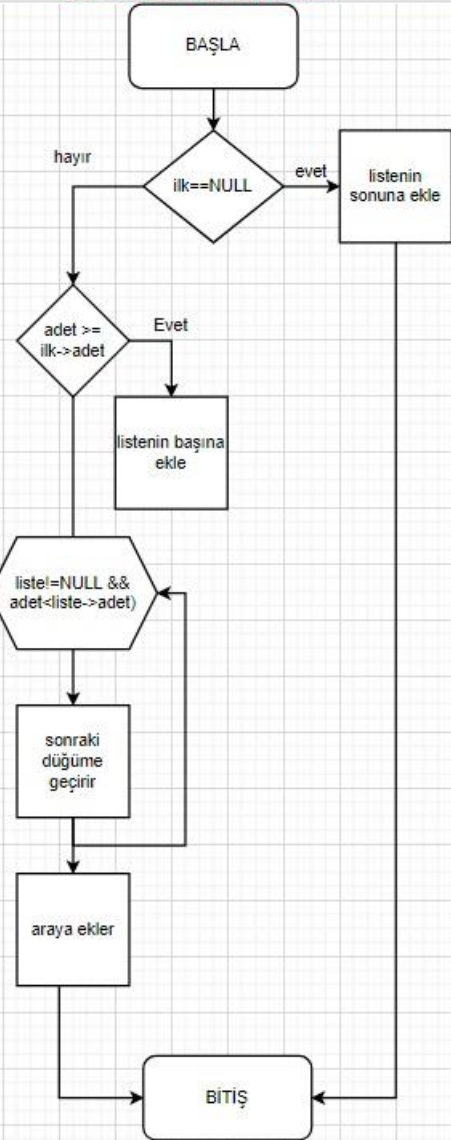 BAŞLA
hayır
ilk==NULL
evet
listenin
sonuna ekle
adet >=
ilk->adet
Evet
listenin başına
ekle
liste!=NULL &&
adet<liste->adet)
sonraki
düğüme
geçirir
araya ekler
BİTİŞ